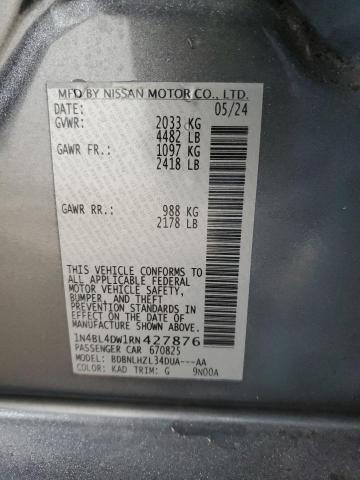 MFD BY NISSAN MOTOR CO., LTD.
DATE: 05/24
GVWR: 2033 KG
4482 LB
GAWR FR.: 1097 KG
2418 LB
GAWR RR.: 988 KG
2178 LB
THIS VEHICLE CONFORMS TO
ALL APPLICABLE U.S. FEDERAL
MOTOR VEHICLE SAFETY,
BUMPER, AND THEFT
PREVENTION STANDARDS IN
EFFECT ON THE DATE OF
MANUFACTURE SHOWN ABOVE.
1N4BL4DW1RN427876
PASSENGER CAR 670825
MODEL: BDBNLHZL34DUA---AA
COLOR: KAD TRIM: G 9N00A